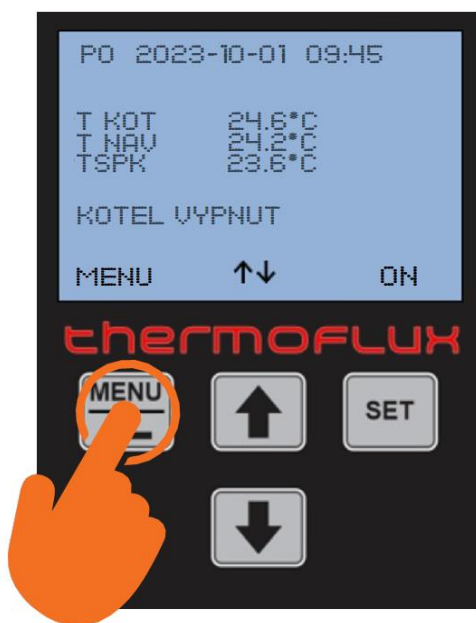 PO 2023-10-01 09:45
T KOT 24.6°C
T NAV 24.2°C
TSPK 23.6°C
KOTEL VYPNUT
MENU ↑↓ ON
thermoflux
MENU SET